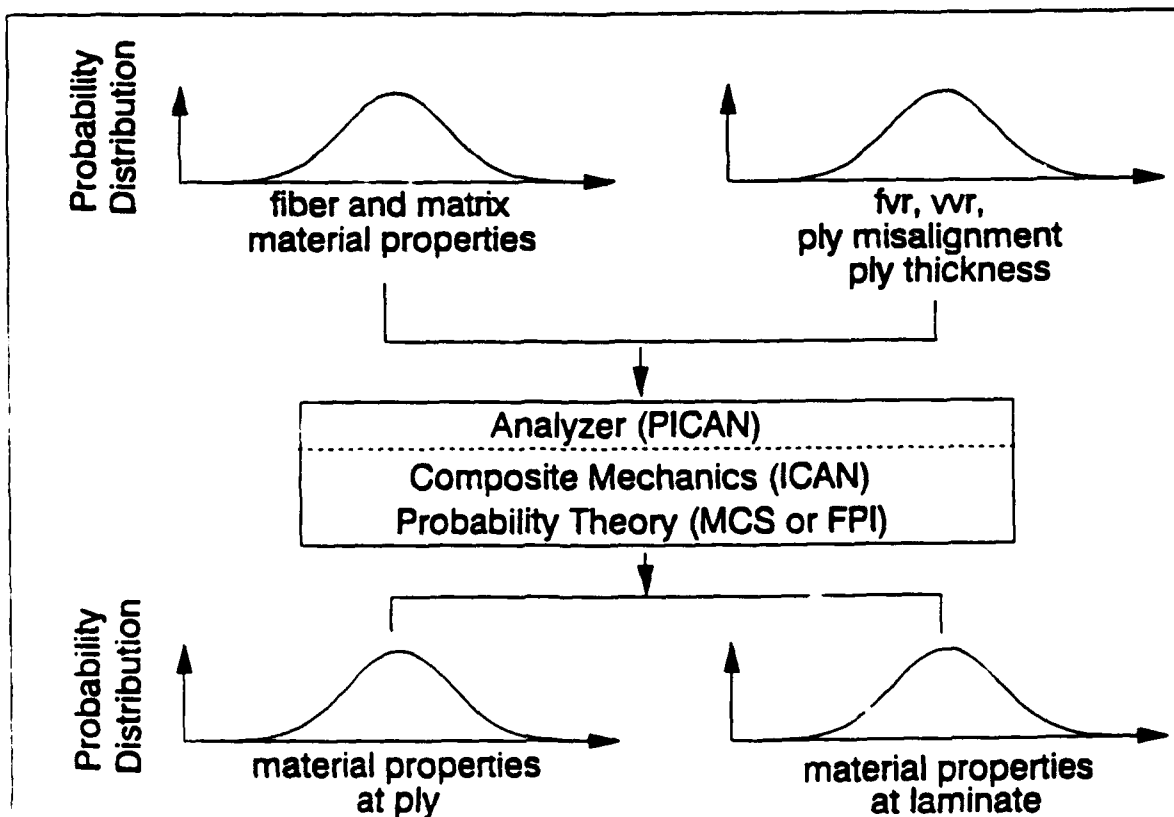 Probability
Distribution
fiber and matrix
material properties
fvr, vvr,
ply misalignment
ply thickness
Analyzer (PICAN)
Composite Mechanics (ICAN)
Probability Theory (MCS or FPI)
Probability
Distribution
material properties
at ply
material properties
at laminate